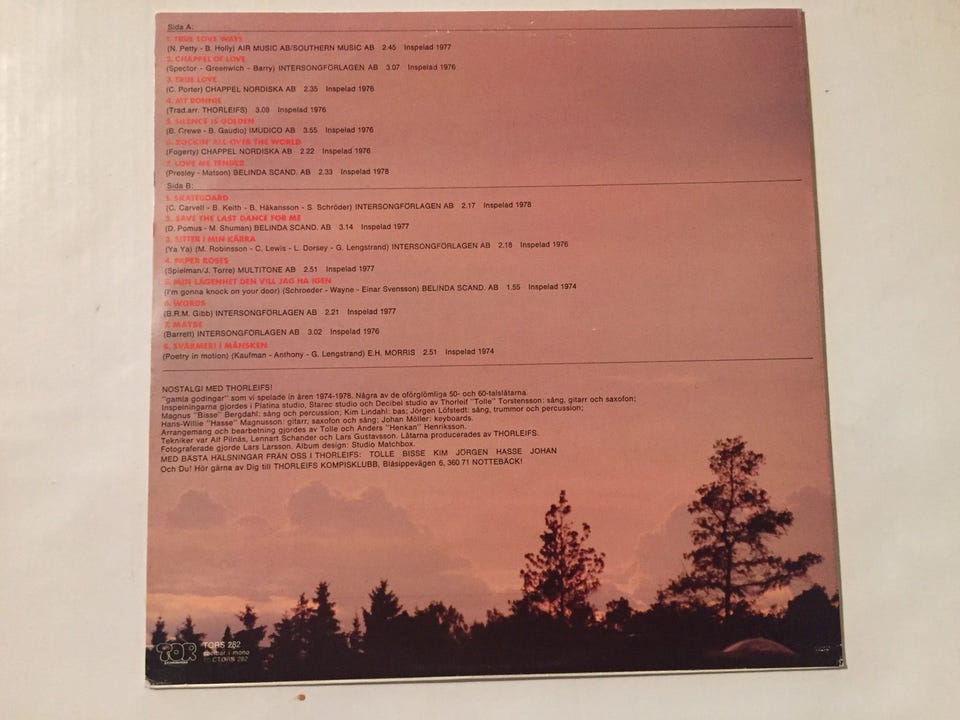 Sida A:
1. TRUE LOVE WAYS
(N. Petty - B. Holly) AIR MUSIC AB/SOUTHERN MUSIC AB 2.45 Inspelad 1977
2. CHAPPEL OF LOVE
(Spector - Greenwich - Barry) INTERSONGFÖRLAGEN AB 3.07 Inspelad 1976
3. TRUE LOVE
(C. Porter) CHAPPEL NORDISKA AB 2.35 Inspelad 1976
4. MY BONNIE
(Trad.arr. THORLEIFS) 3.08 Inspelad 1976
5. SILENCE IS GOLDEN
(B. Crewe - B. Gaudio) IMUDICO AB 3.55 Inspelad 1976
6. ROCKIN' ALL OVER THE WORLD
(Fogerty) CHAPPEL NORDISKA AB 2.22 Inspelad 1976
7. LOVE ME TENDER
(Presley - Matson) BELINDA SCAND. AB 2.33 Inspelad 1978
Sida B:
1. SKATEBOARD
(C. Carvell - B. Keith - B. Håkansson - S. Schröder) INTERSONGFÖRLAGEN AB 2.17 Inspelad 1978
2. SAVE THE LAST DANCE FOR ME
(D. Pomus - M. Shuman) BELINDA SCAND. AB 3.14 Inspelad 1977
3. SITTER I MIN KÄRRA
(Ya Ya) (M. Robinsson - C. Lewis - L. Dorsey - G. Lengstrand) INTERSONGFÖRLAGEN AB 2.18 Inspelad 1976
4. PAPER ROSES
(Spielman/J. Torre) MULTITONE AB 2.51 Inspelad 1977
5. MIN LÄGENHET DEN VILL JAG HA IGEN
(I'm gonna knock on your door) (Schroeder - Wayne - Einar Svensson) BELINDA SCAND. AB 1.55 Inspelad 1974
6. WORDS
(B.R.M. Gibb) INTERSONGFÖRLAGEN AB 2.21 Inspelad 1977
7. MAYBE
(Barrett) INTERSONGFÖRLAGEN AB 3.02 Inspelad 1976
8. SVÄRMERI I MÅNSKEN
(Poetry in motion) (Kaufman - Anthony - G. Lengstrand) E.H. MORRIS 2.51 Inspelad 1974
NOSTALGI MED THORLEIFS!
"gamla godingar" som vi spelade in åren 1974-1978. Några av de oförglömliga 50- och 60-talslåtarna.
Inspelningarna gjordes i Platina studio, Starec studio och Decibel studio av Thorleif "Tolle" Torstensson: sång, gitarr och saxofon;
Magnus "Bisse" Bergdahl: sång och percussion; Kim Lindahl: bas; Jörgen Löfstedt: sång, trummor och percussion;
Hans-Willie "Hasse" Magnusson: gitarr, saxofon och sång; Johan Möller: keyboards.
Arrangemang och bearbetning gjordes av Tolle och Anders "Henkan" Henriksson.
Tekniker var Alf Pilnäs, Lennart Schander och Lars Gustavsson. Låtarna producerades av THORLEIFS.
Fotograferade gjorde Lars Larsson. Album design: Studio Matchbox.
MED BÄSTA HÄLSNINGAR FRÅN OSS I THORLEIFS: TOLLE BISSE KIM JÖRGEN HASSE JOHAN
Och Du! Hör gärna av Dig till THORLEIFS KOMPISKLUBB, Blåsippevägen 6, 360 71 NOTTEBÄCK!
TOR
TORS 282
spelbar i mono
CTORS 282